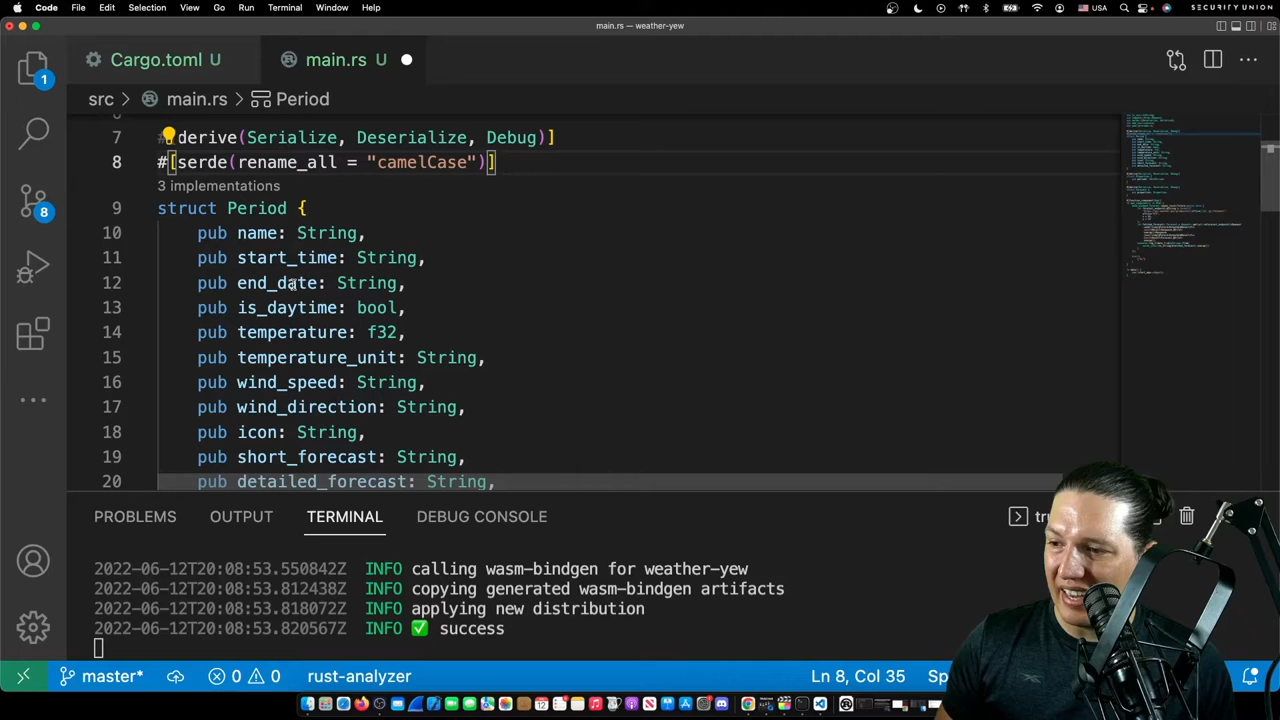 Code File Edit Selection View Go Run Terminal Window Help USA SECURITY UNION
main.rs — weather-yew
Cargo.toml U main.rs U
src > main.rs > Period
7 derive(Serialize, Deserialize, Debug)]
8 #[serde(rename_all = "camelCase")]
3 implementations
9 struct Period {
10 pub name: String,
11 pub start_time: String,
12 pub end_date: String,
13 pub is_daytime: bool,
14 pub temperature: f32,
15 pub temperature_unit: String,
16 pub wind_speed: String,
17 pub wind_direction: String,
18 pub icon: String,
19 pub short_forecast: String,
20 pub detailed_forecast: String,
PROBLEMS OUTPUT TERMINAL DEBUG CONSOLE
2022-06-12T20:08:53.550842Z INFO calling wasm-bindgen for weather-yew
2022-06-12T20:08:53.812438Z INFO copying generated wasm-bindgen artifacts
2022-06-12T20:08:53.818072Z INFO applying new distribution
2022-06-12T20:08:53.820567Z INFO ✅ success
master* 0 0 rust-analyzer Ln 8, Col 35